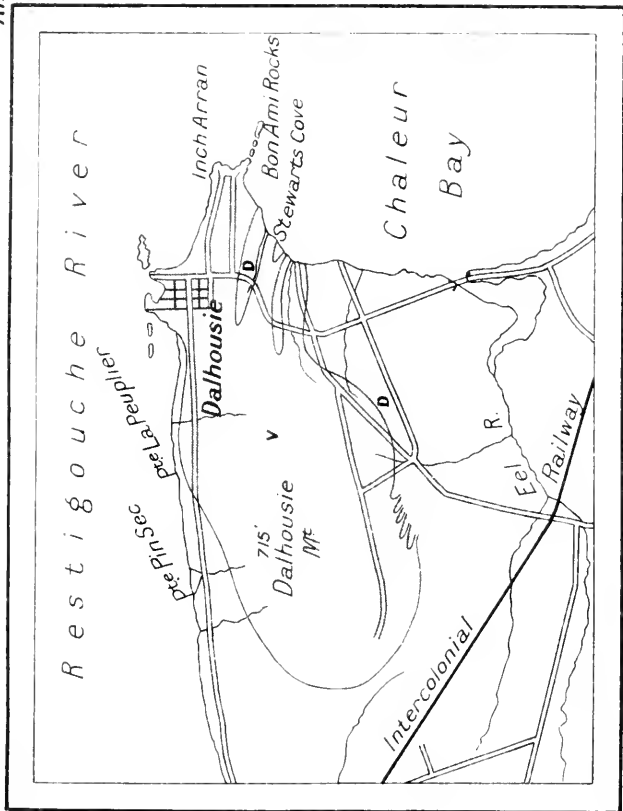 Restigouche River
Inch Arran
Bon Ami Rocks
Stewarts Cove
Chaleur
Bay
Pte. La Peuplier
Pte. Pin Sec
Dalhousie
D
V
715'
Dalhousie
Mt.
D
Eel R.
Intercolonial Railway